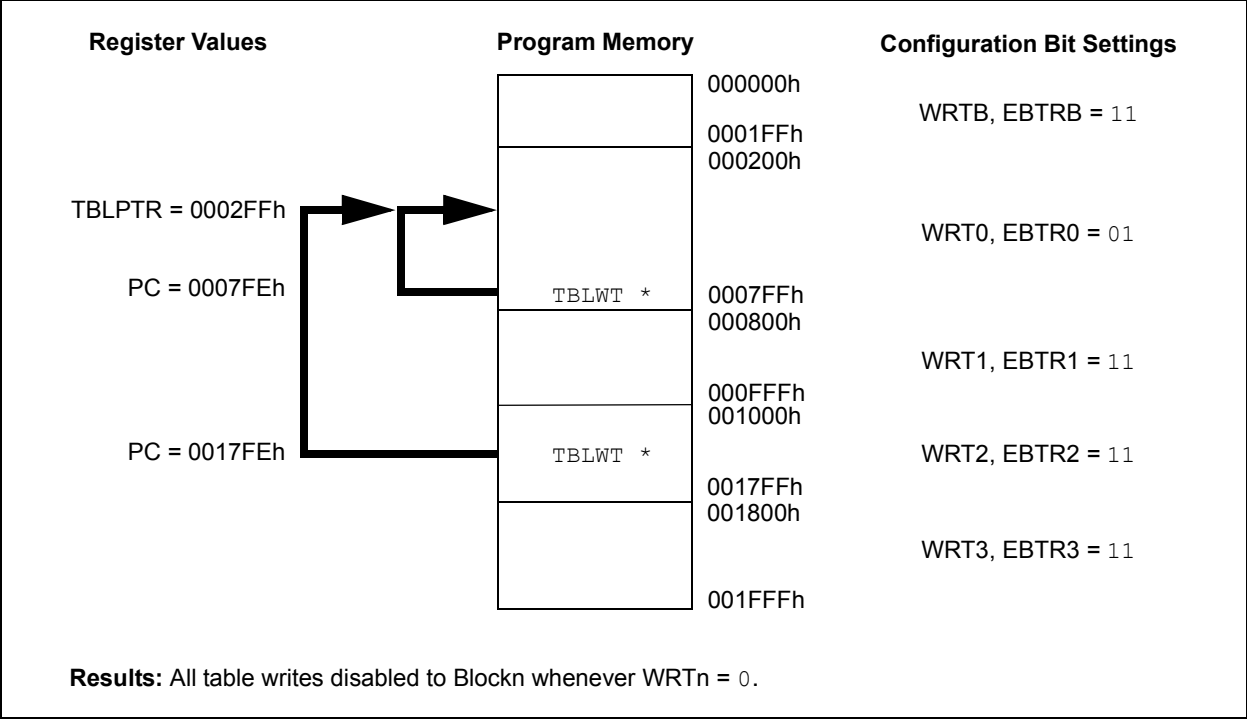 Register Values
Program Memory
Configuration Bit Settings
000000h
WRTB, EBTRB = 11
0001FFh
000200h
TBLPTR = 0002FFh
WRT0, EBTR0 = 01
PC = 0007FEh
TBLWT *
0007FFh
000800h
WRT1, EBTR1 = 11
000FFFh
001000h
PC = 0017FEh
TBLWT *
WRT2, EBTR2 = 11
0017FFh
001800h
WRT3, EBTR3 = 11
001FFFh
Results: All table writes disabled to Blockn whenever WRTn = 0.